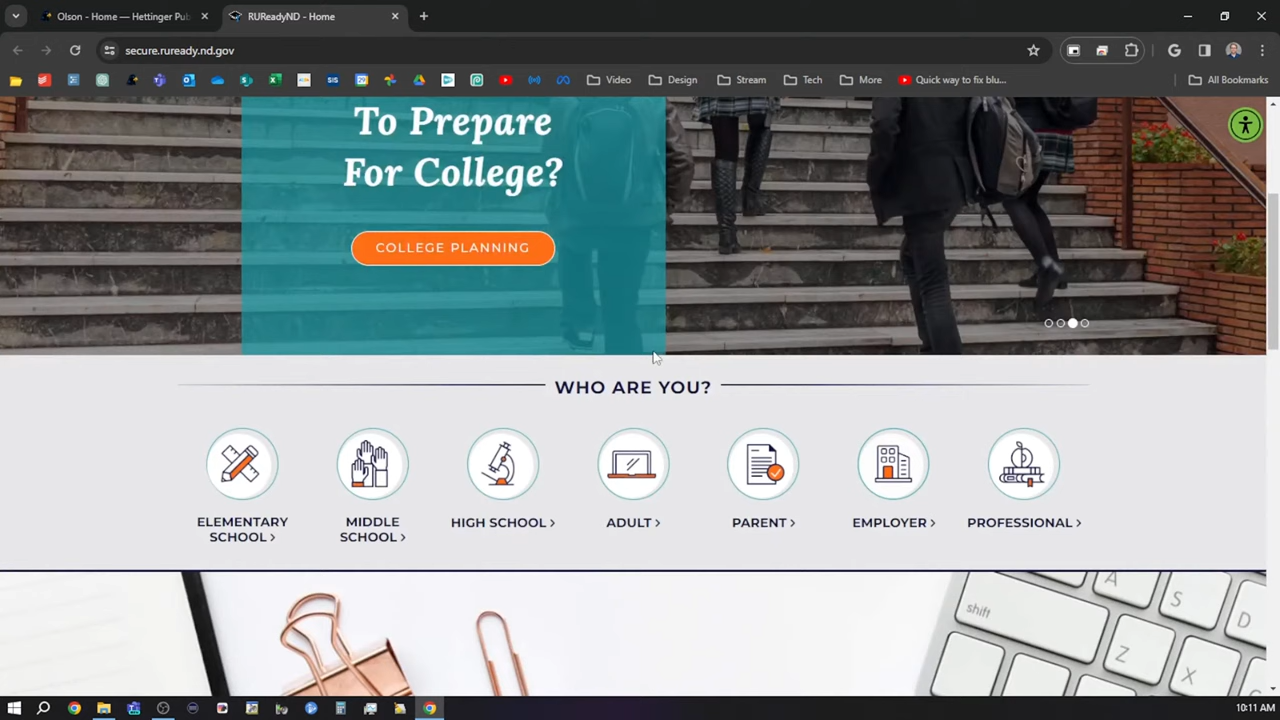 Olson - Home — Hettinger Pub
RUReadyND - Home
secure.ruready.nd.gov
Video
Design
Stream
Tech
More
Quick way to fix blu...
All Bookmarks
To Prepare
For College?
COLLEGE PLANNING
WHO ARE YOU?
ELEMENTARY
SCHOOL >
MIDDLE
SCHOOL >
HIGH SCHOOL >
ADULT >
PARENT >
EMPLOYER >
PROFESSIONAL >
shift
A
S
D
Z
X
SIS
10:11 AM